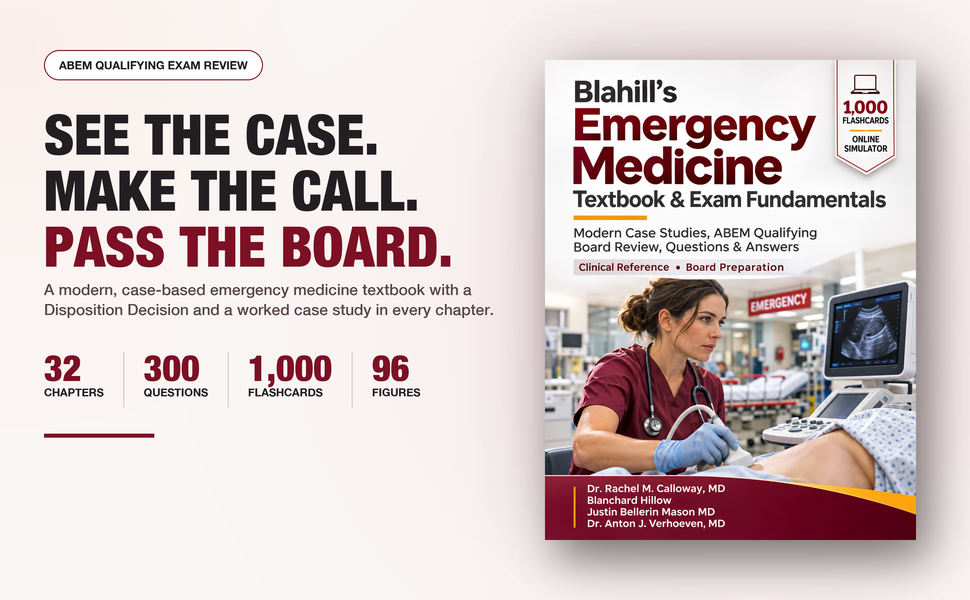 ABEM QUALIFYING EXAM REVIEW
SEE THE CASE.
MAKE THE CALL.
PASS THE BOARD.
A modern, case-based emergency medicine textbook with a
Disposition Decision and a worked case study in every chapter.
32
CHAPTERS
300
QUESTIONS
1,000
FLASHCARDS
96
FIGURES
Blahill's
Emergency
Medicine
Textbook & Exam Fundamentals
Modern Case Studies, ABEM Qualifying
Board Review, Questions & Answers
Clinical Reference • Board Preparation
1,000
FLASHCARDS
ONLINE
SIMULATOR
EMERGENCY
Dr. Rachel M. Calloway, MD
Blanchard Hillow
Justin Bellerin Mason MD
Dr. Anton J. Verhoeven, MD